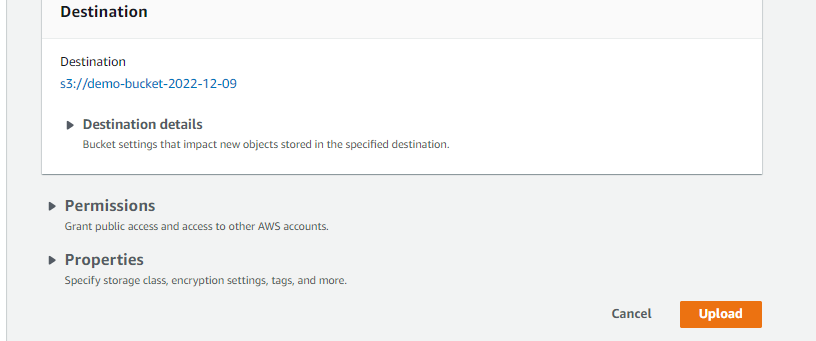 Destination
Destination
s3://demo-bucket-2022-12-09
Destination details
Bucket settings that impact new objects stored in the specified destination.
Permissions
Grant public access and access to other AWS accounts.
Properties
Specify storage class, encryption settings, tags, and more.
Cancel Upload